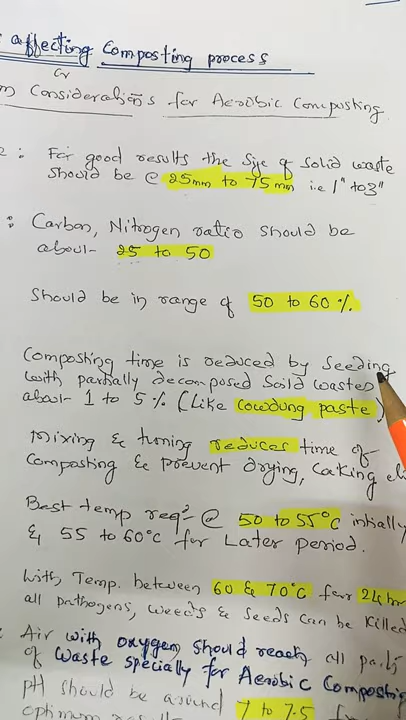 affecting Composting process
or
Considerations for Aerobic Composting
: For good results the size of solid waste
should be @ 25mm to 75mm i.e 1" to 3"
: Carbon, Nitrogen ratio should be
about 25 to 50
Should be in range of 50 to 60 %.
Composting time is reduced by seeding
with partially decomposed Soild wastes
about 1 to 5% (Like Cowdung paste)
Mixing & turning reduces time of
Composting & prevent drying, Caking
Best temp req? @ 50 to 55°C initially
& 55 to 60°C for Later period.
With Temp. between 60 & 70°C for 24 hr
all pathogens, weeds & Seeds can be killed
: Air with oxygen should reach all parts
of Waste specially for Aerobic Composting
pH should be around 7 to 7.5